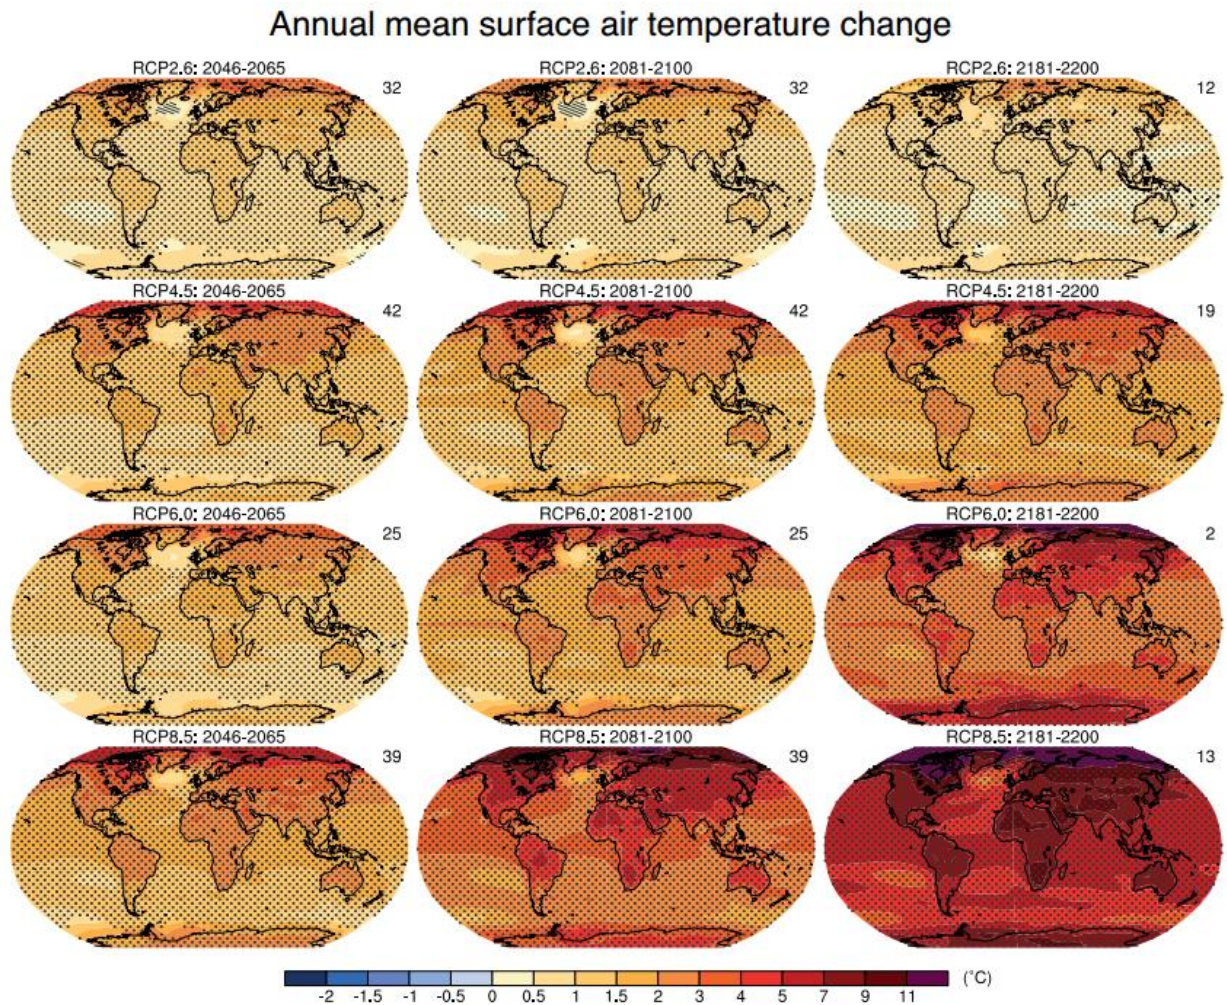 Annual mean surface air temperature change
RCP2.6: 2046-2065
32
RCP2.6: 2081-2100
32
RCP2.6: 2181-2200
12
RCP4.5: 2046-2065
42
RCP4.5: 2081-2100
42
RCP4.5: 2181-2200
19
RCP6.0: 2046-2065
25
RCP6.0: 2081-2100
25
RCP6.0: 2181-2200
2
RCP8.5: 2046-2065
39
RCP8.5: 2081-2100
39
RCP8.5: 2181-2200
13
(°C)
-2 -1.5 -1 -0.5 0 0.5 1 1.5 2 3 4 5 7 9 11